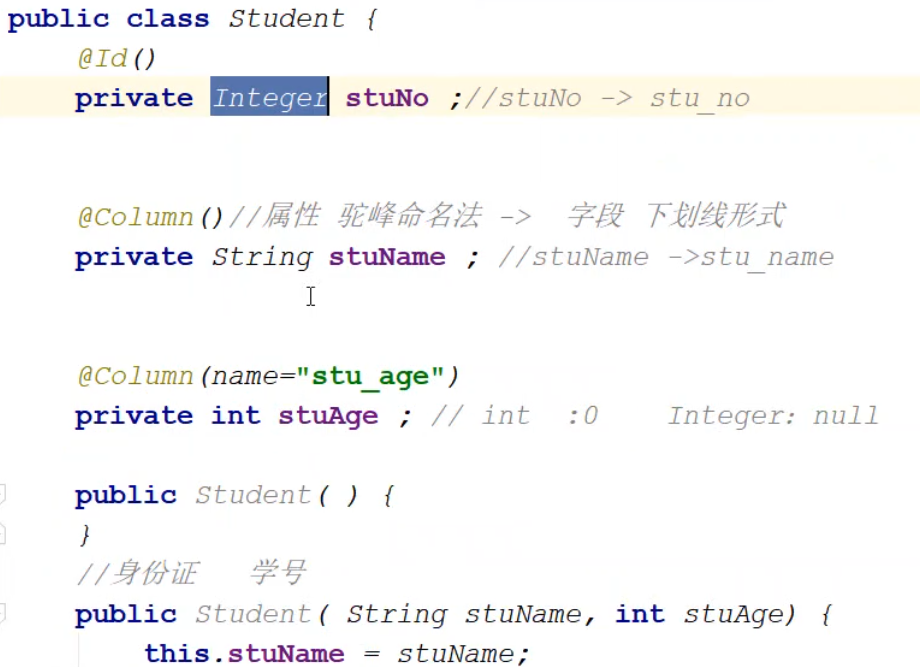 public class Student {
@Id()
private Integer stuNo ;//stuNo -> stu_no
@Column()//属性 驼峰命名法 -> 字段 下划线形式
private String stuName ; //stuName ->stu_name
@Column(name="stu_age")
private int stuAge ; // int :0 Integer: null
public Student( ) {
}
//身份证 学号
public Student( String stuName, int stuAge) {
this.stuName = stuName;